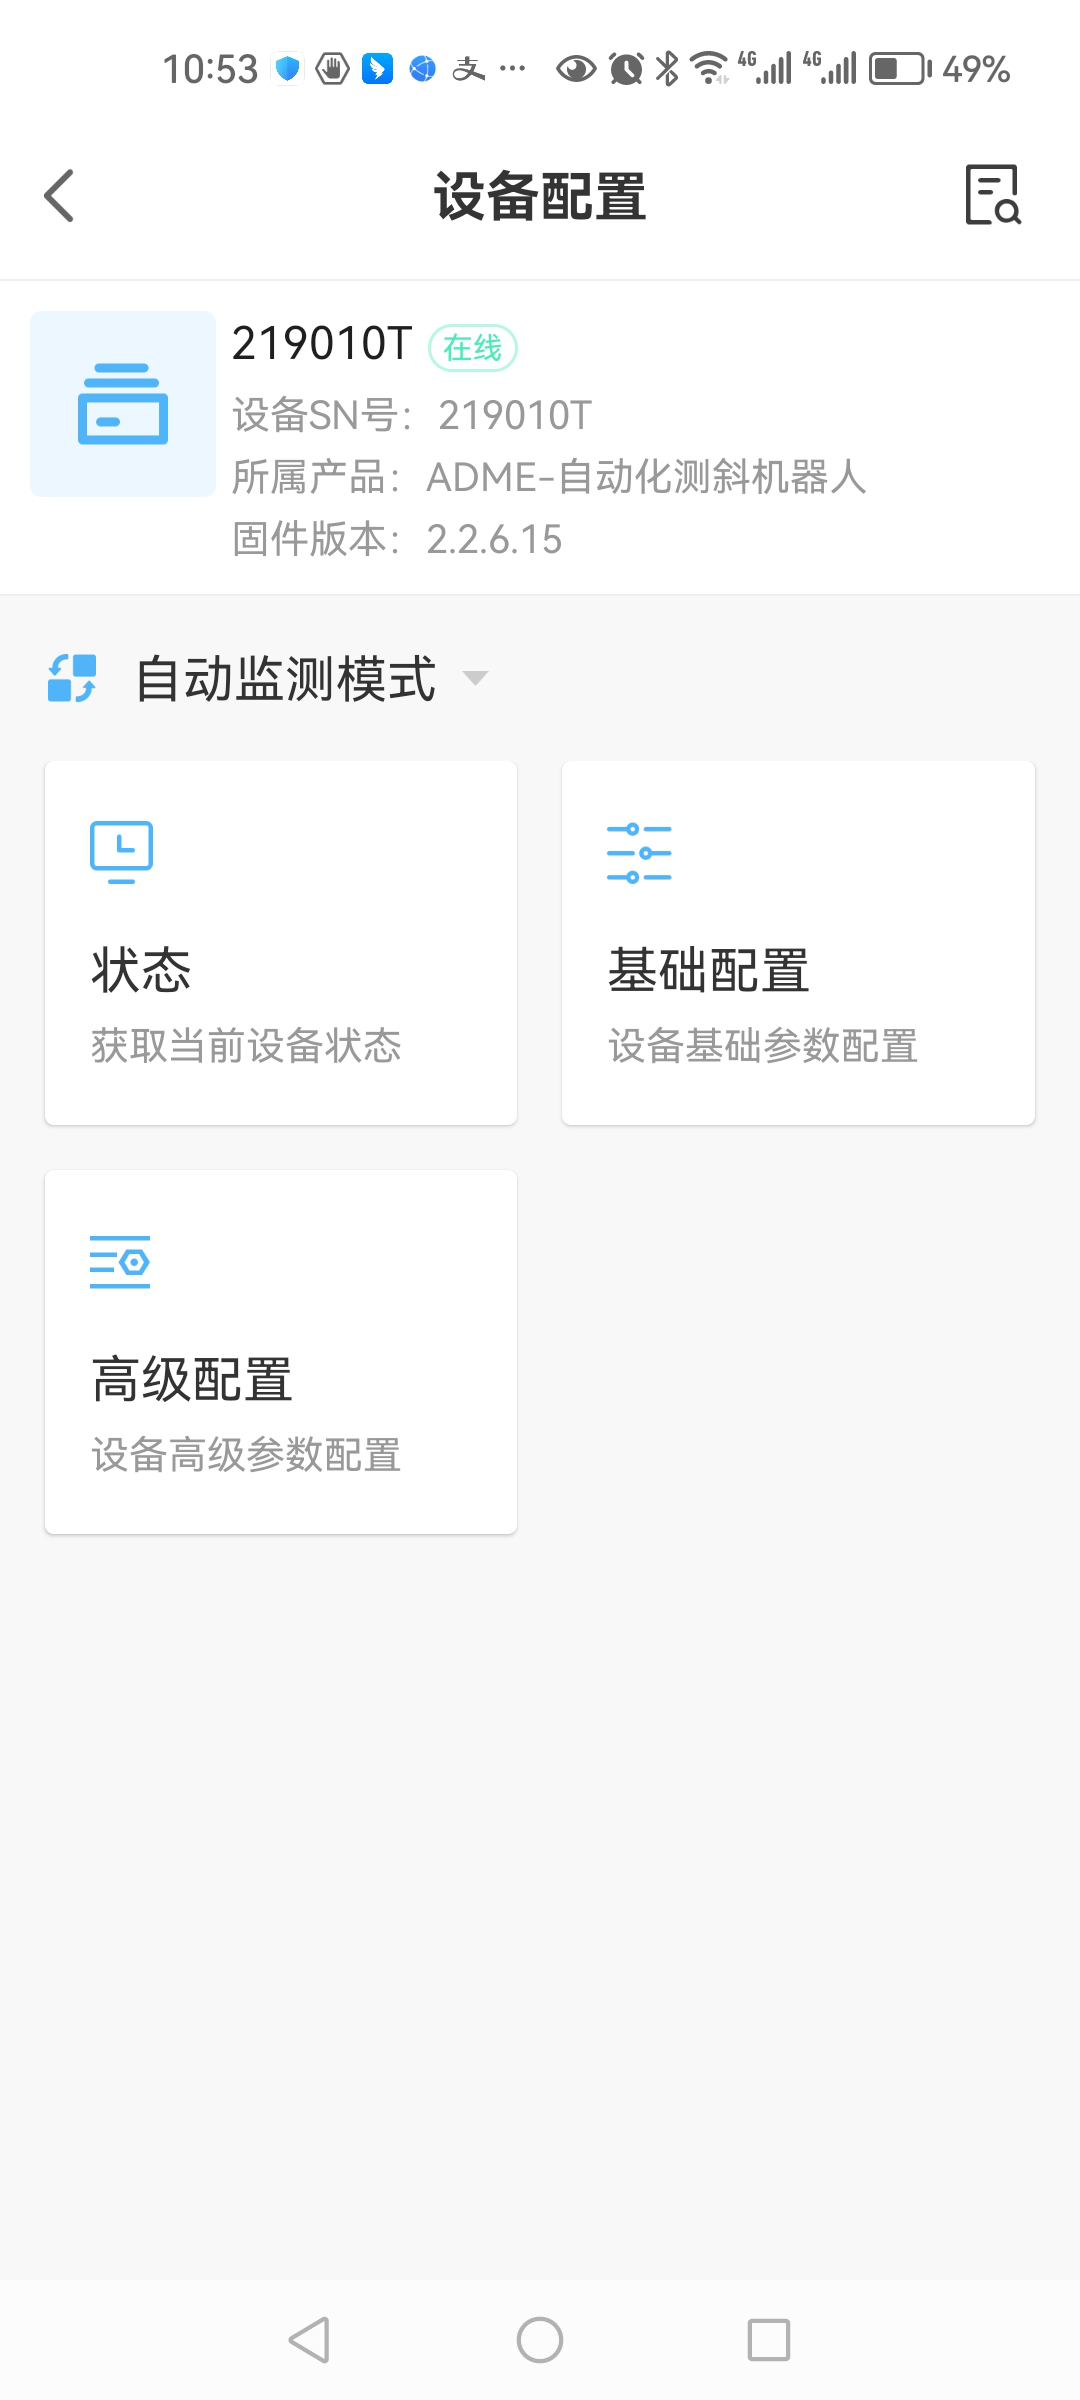 10:53 支 ··· 4G 4G 49%
设备配置
219010T 在线
设备SN号： 219010T
所属产品： ADME-自动化测斜机器人
固件版本： 2.2.6.15
自动监测模式
状态
获取当前设备状态
基础配置
设备基础参数配置
高级配置
设备高级参数配置